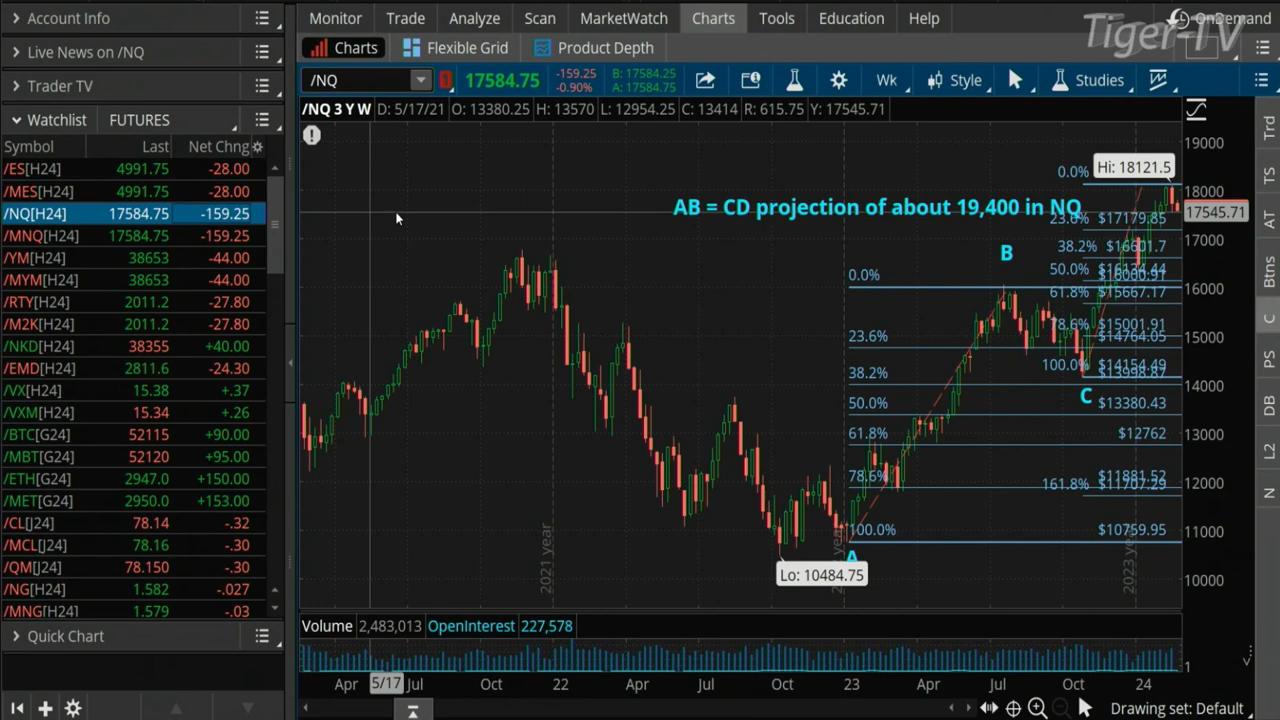 Account Info
Live News on /NQ
Trader TV
Watchlist FUTURES
Symbol Last Net Chng
/ES[H24] 4991.75 -28.00
/MES[H24] 4991.75 -28.00
/NQ[H24] 17584.75 -159.25
/MNQ[H24] 17584.75 -159.25
/YM[H24] 38653 -44.00
/MYM[H24] 38653 -44.00
/RTY[H24] 2011.2 -27.80
/M2K[H24] 2011.2 -27.80
/NKD[H24] 38355 +40.00
/EMD[H24] 2811.6 -24.30
/VX[H24] 15.38 +.37
/VXM[H24] 15.34 +.26
/BTC[G24] 52115 +90.00
/MBT[G24] 52120 +95.00
/ETH[G24] 2947.0 +150.00
/MET[G24] 2950.0 +153.00
/CL[J24] 78.14 -.32
/MCL[J24] 78.16 -.30
/QM[J24] 78.150 -.30
/NG[H24] 1.582 -.027
/MNG[H24] 1.579 -.03
Quick Chart
Monitor Trade Analyze Scan MarketWatch Charts Tools Education Help OnDemand
Tiger-TV
Charts Flexible Grid Product Depth
/NQ 17584.75 -159.25 -0.90% B: 17584.25 A: 17584.75 Wk Style Studies
/NQ 3 Y W D: 5/17/21 O: 13380.25 H: 13570 L: 12954.25 C: 13414 R: 615.75 Y: 17545.71
19000
0.0% Hi: 18121.5
18000
AB = CD projection of about 19,400 in NQ
17545.71
23.6% $17179.85
17000
38.2% $16601.7
B
50.0% $16134.44
0.0% $16000.91
16000
61.8% $15667.17
78.6% $15001.91
15000
23.6% $14764.05
100.0% $14154.49
38.2% $13998.87
14000
C
50.0% $13380.43
13000
61.8% $12762
78.6% $11881.52
161.8% $11707.29
12000
11000
100.0% $10759.95
A
Lo: 10484.75
10000
2021 year
2023 year
Volume 2,483,013 OpenInterest 227,578
1
Apr 5/17 Jul Oct 22 Apr Jul Oct 23 Apr Jul Oct 24
Drawing set: Default
Trd
TS
AT
Btns
C
PS
DB
L2
N